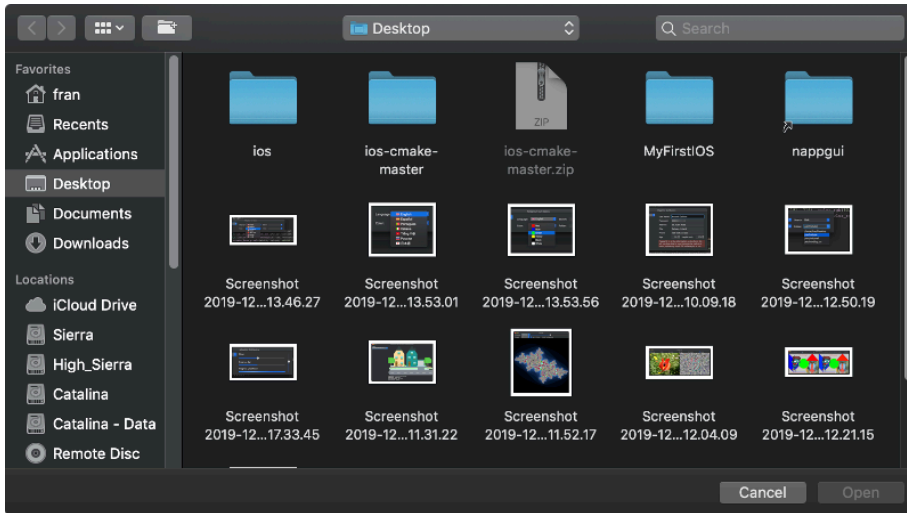 Desktop
Search
Favorites
fran
Recents
Applications
Desktop
Documents
Downloads
Locations
iCloud Drive
Sierra
High_Sierra
Catalina
Catalina - Data
Remote Disc
ZIP
ios
ios-cmake-
master
ios-cmake-
master.zip
MyFirstIOS
nappgui
Screenshot
2019-12...13.46.27
Screenshot
2019-12...13.53.01
Screenshot
2019-12...13.53.56
Screenshot
2019-12...10.09.18
Screenshot
2019-12...12.50.19
Screenshot
2019-12...17.33.45
Screenshot
2019-12...11.31.22
Screenshot
2019-12...11.52.17
Screenshot
2019-12...12.04.09
Screenshot
2019-12...12.21.15
Cancel
Open